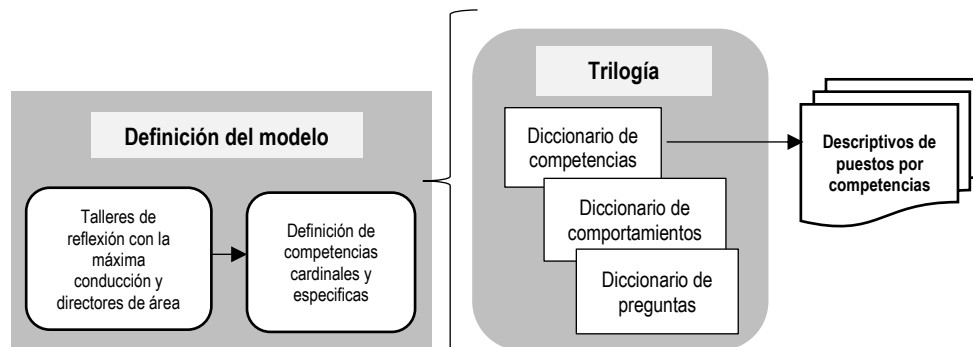 Definición del modelo
Talleres de
reflexión con la
máxima
conducción y
directores de área
Definición de
competencias
cardinales y
especificas
Trilogía
Diccionario de
competencias
Diccionario de
comportamientos
Diccionario de
preguntas
Descriptivos de
puestos por
competencias